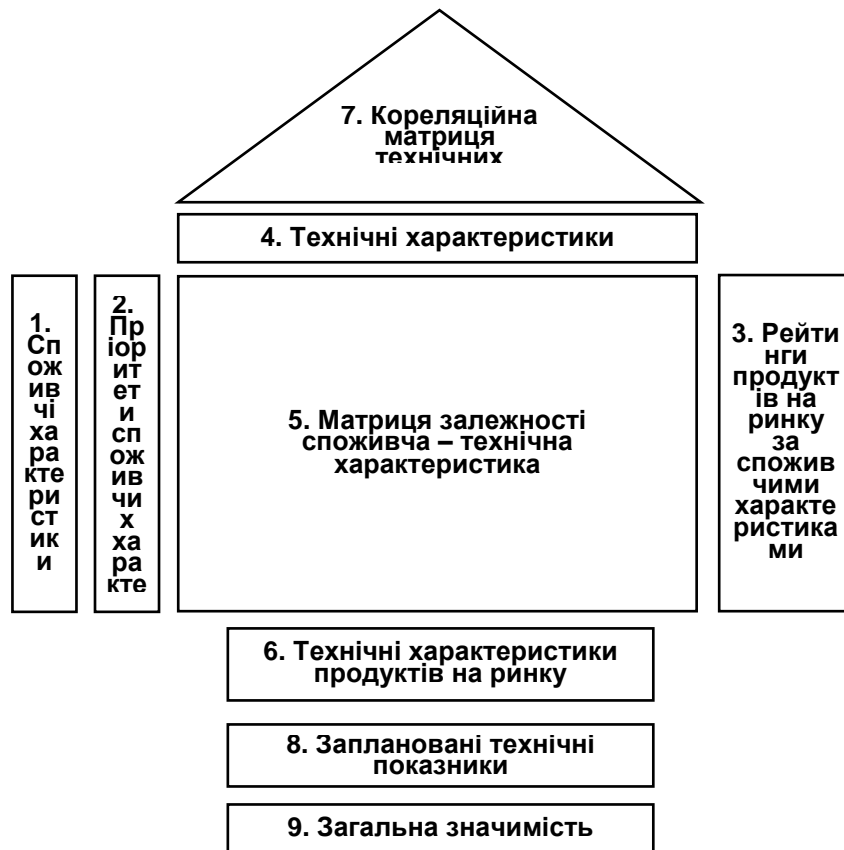 7. Кореляційна
матриця
технічних
4. Технічні характеристики
1.
Сп
ож
ив
чі
ха
ра
кте
ри
ст
ик
и
2.
Пр
іор
ит
ет
и
сп
ож
ив
чи
х
ха
ра
кте
5. Матриця залежності
споживча – технічна
характеристика
3. Рейти
нги
продукт
ів на
ринку
за
спожив
чими
характе
ристика
ми
6. Технічні характеристики
продуктів на ринку
8. Заплановані технічні
показники
9. Загальна значимість